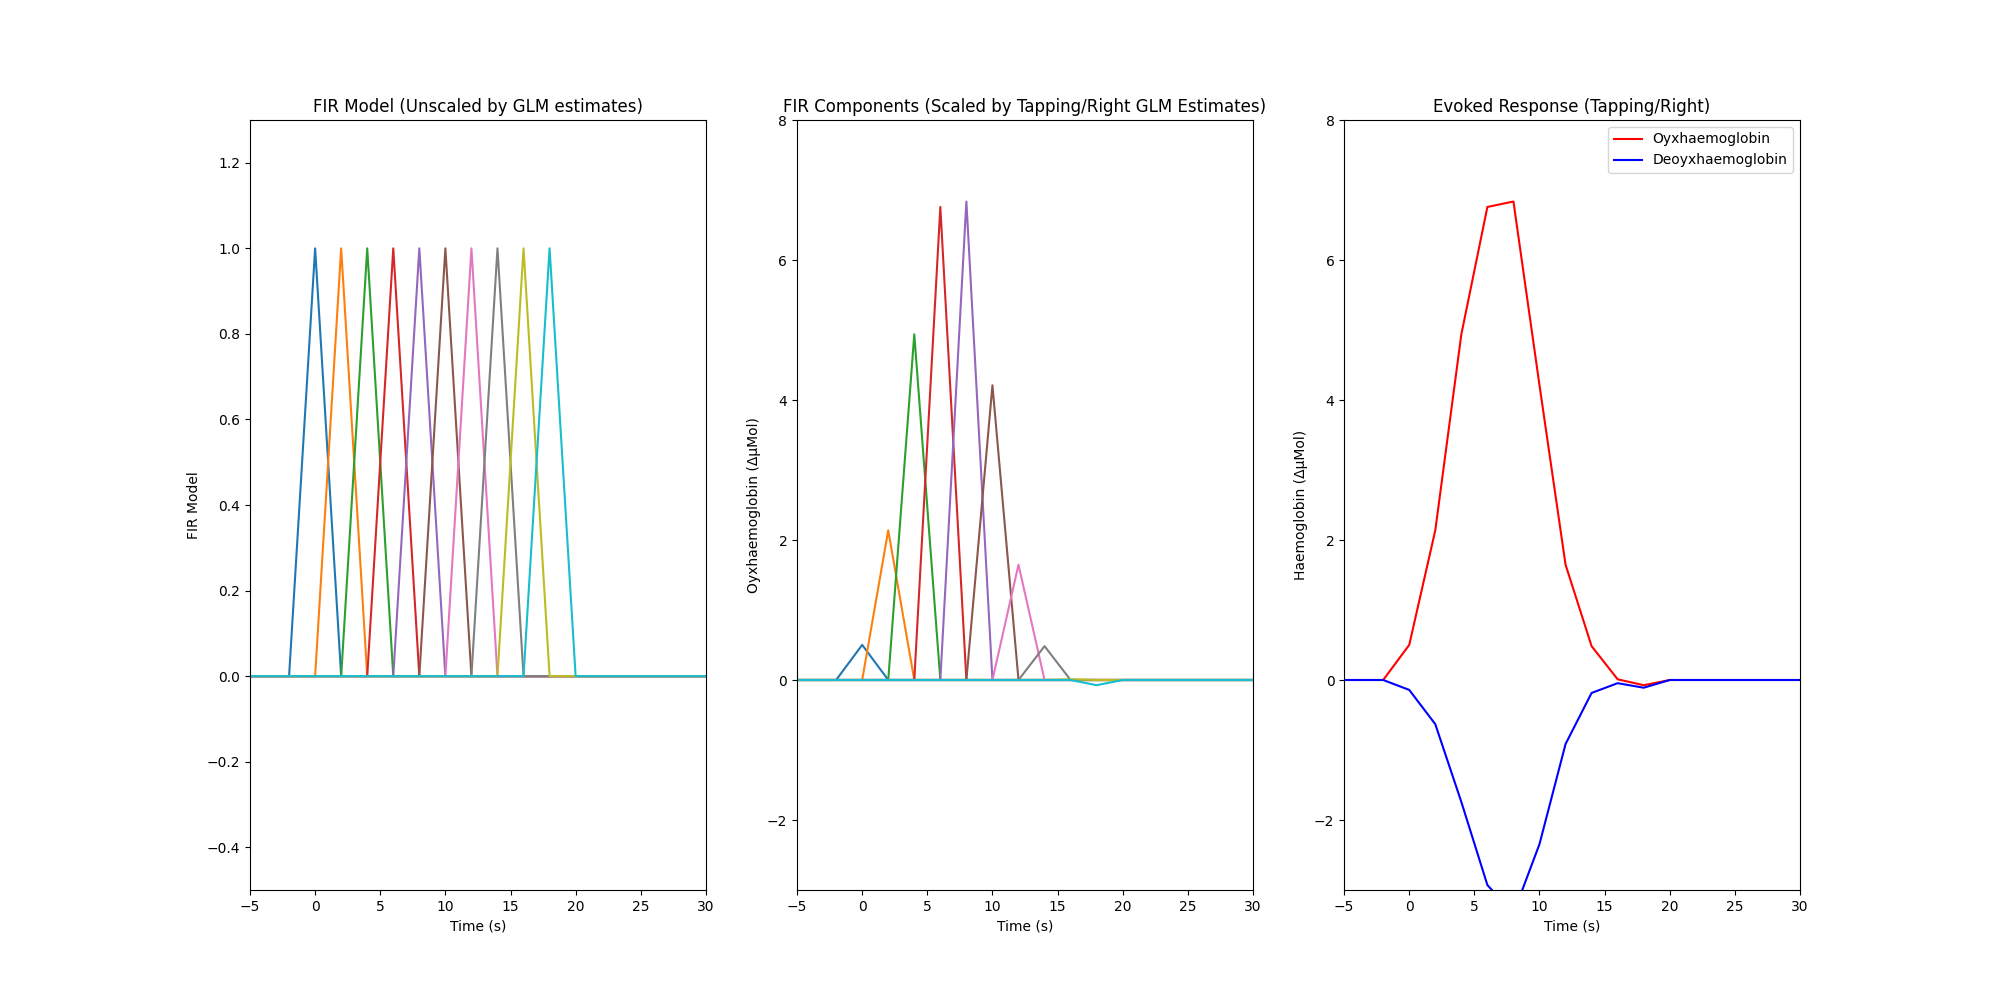 FIR Model (Unscaled by GLM estimates)
FIR Model
1.2
1.0
0.8
0.6
0.4
0.2
0.0
−0.2
−0.4
−5 0 5 10 15 20 25 30
Time (s)
FIR Components (Scaled by Tapping/Right GLM Estimates)
Oyxhaemoglobin (ΔμMol)
8
6
4
2
0
−2
−5 0 5 10 15 20 25 30
Time (s)
Evoked Response (Tapping/Right)
Oyxhaemoglobin
Deoyxhaemoglobin
Haemoglobin (ΔμMol)
8
6
4
2
0
−2
−5 0 5 10 15 20 25 30
Time (s)